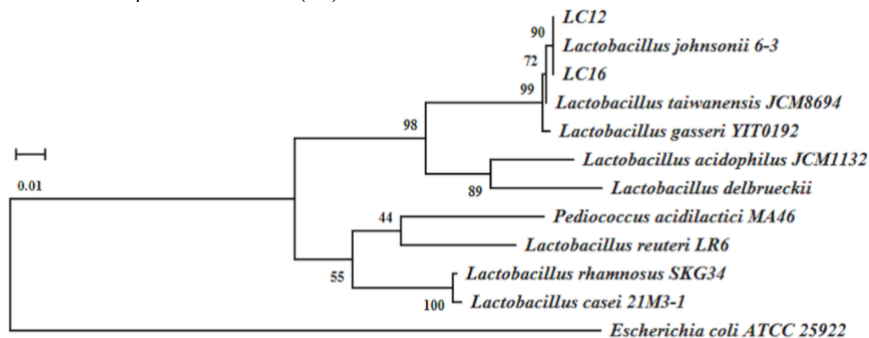 LC12
90
Lactobacillus johnsonii 6-3
72
LC16
99
Lactobacillus taiwanensis JCM8694
98
Lactobacillus gasseri YIT0192
Lactobacillus acidophilus JCM1132
0.01
89
Lactobacillus delbrueckii
44
Pediococcus acidilactici MA46
Lactobacillus reuteri LR6
55
Lactobacillus rhamnosus SKG34
100
Lactobacillus casei 21M3-1
Escherichia coli ATCC 25922